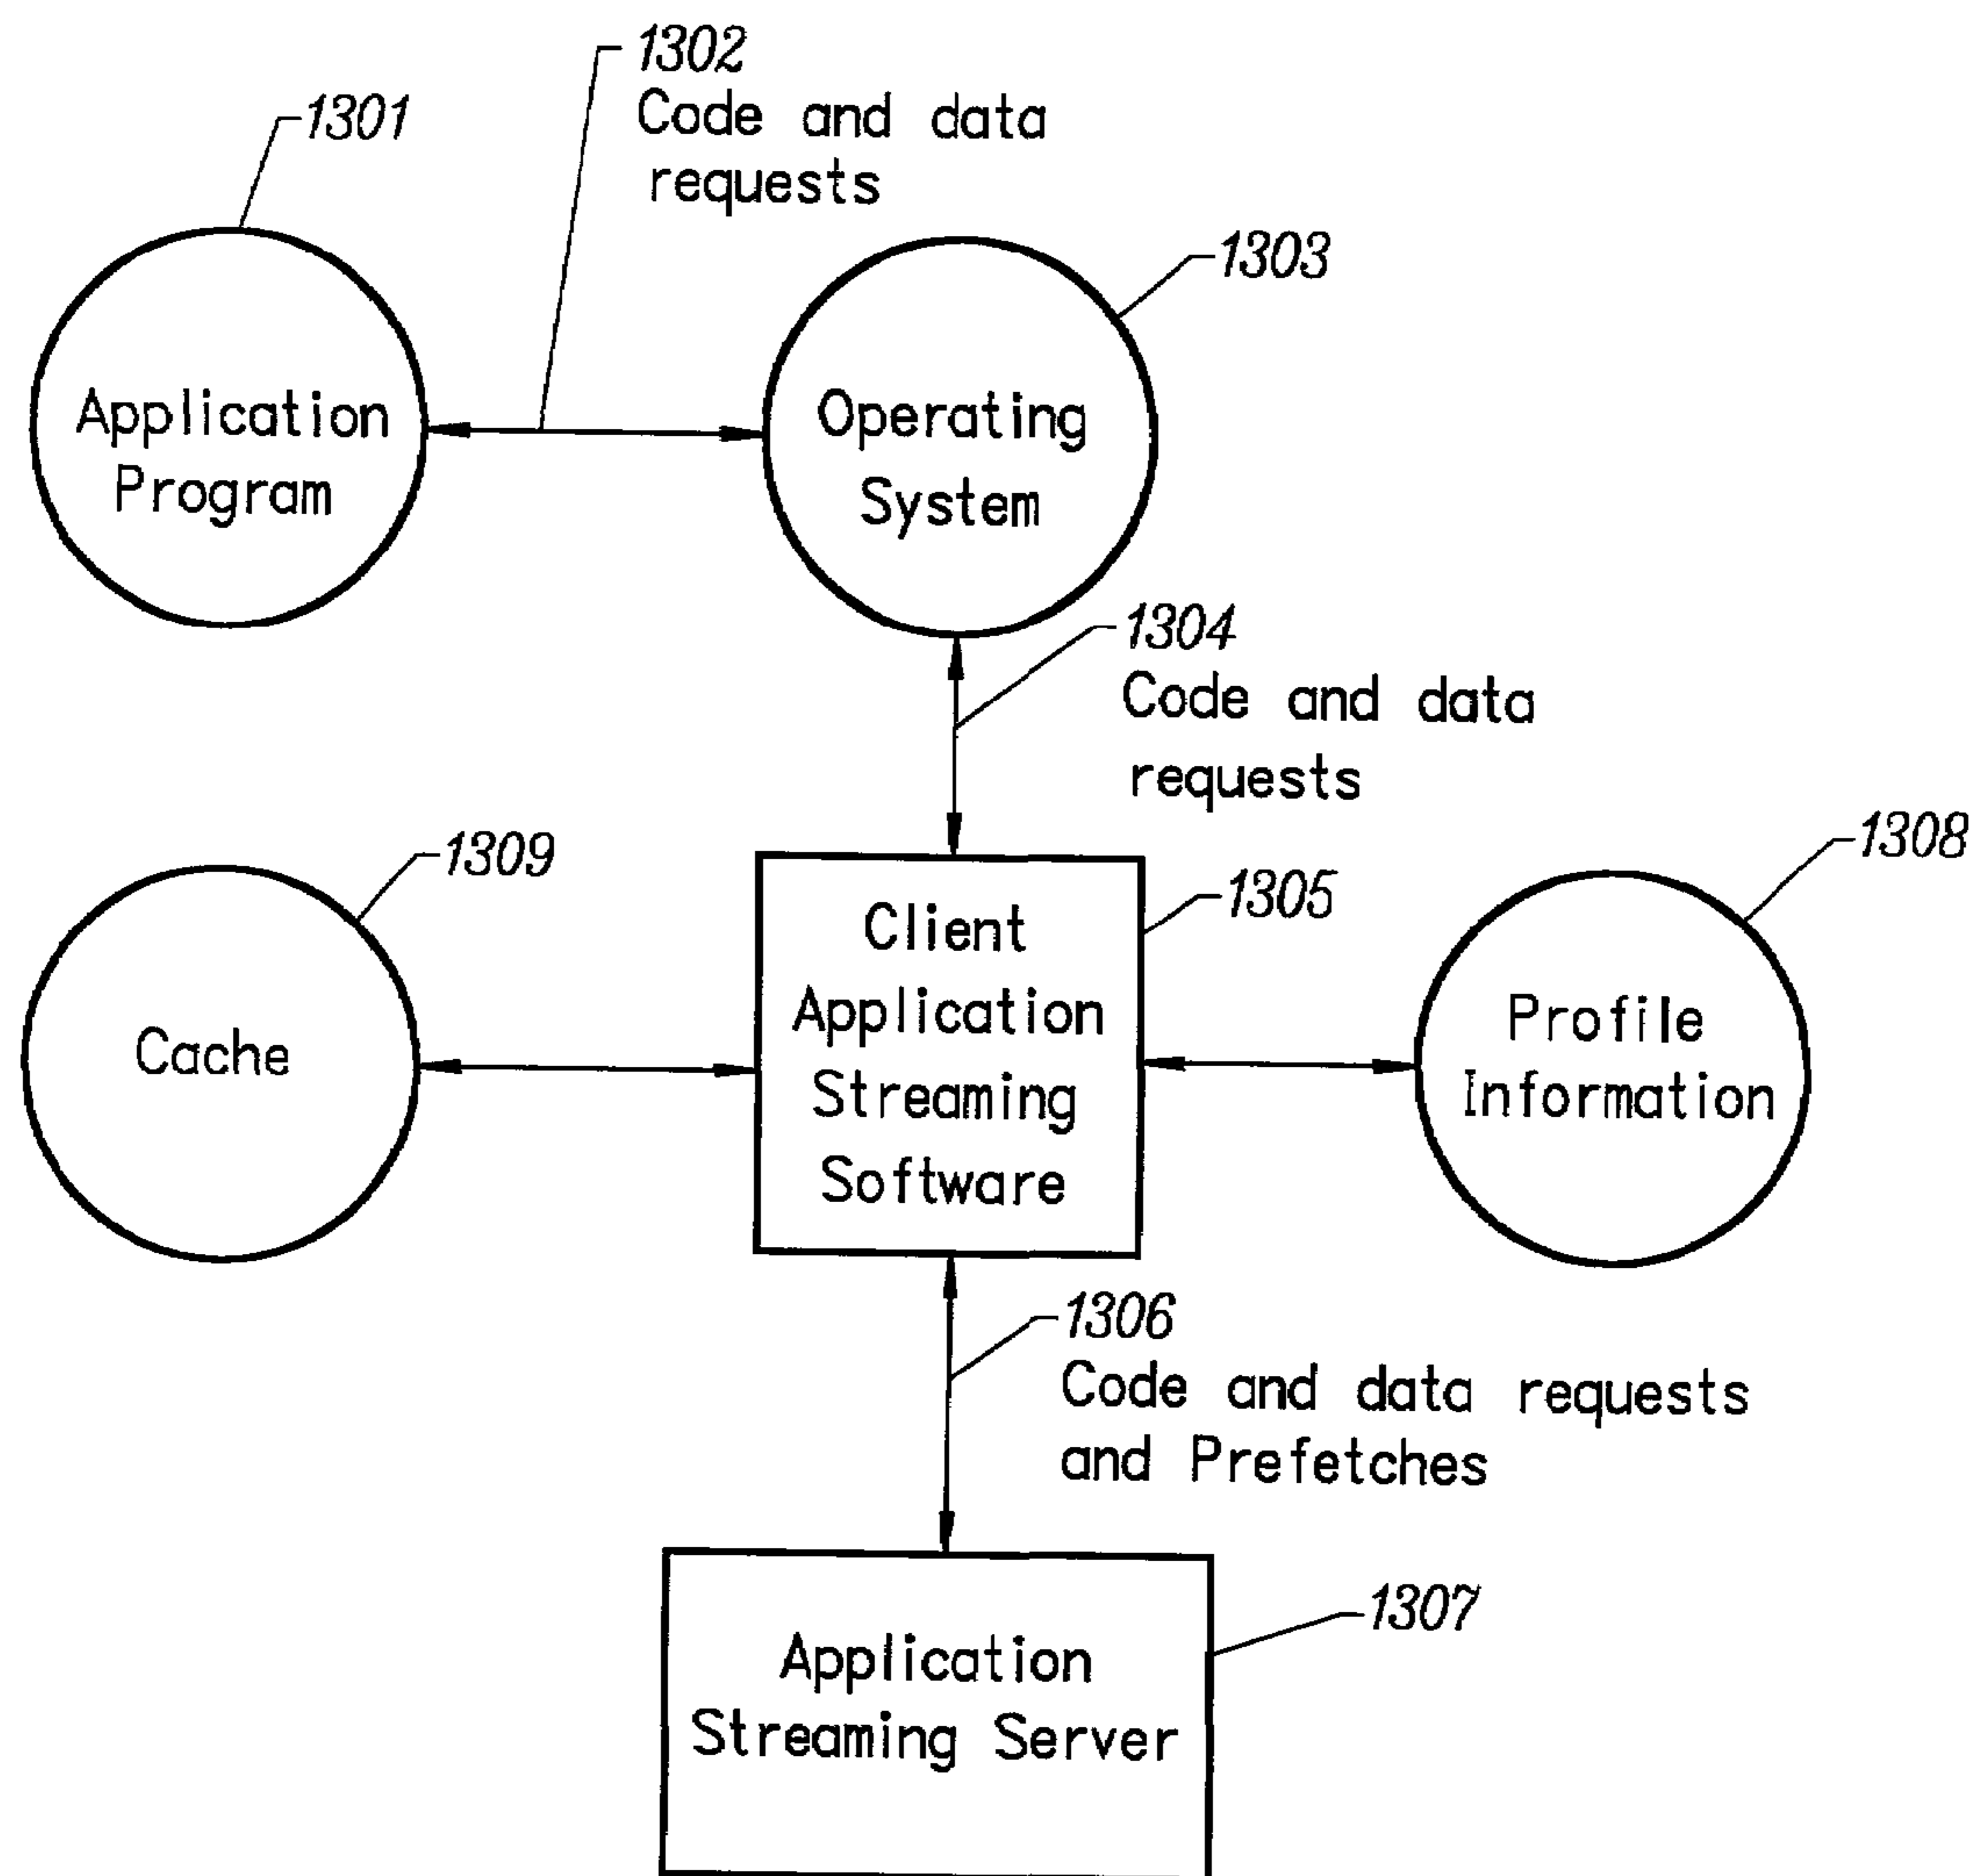 1302
Code and data
requests
1301
1303
Application
Program
Operating
System
1304
Code and data
requests
1309
1308
1305
Client
Application
Streaming
Software
Cache
Profile
Information
1306
Code and data requests
and Prefetches
1307
Application
Streaming Server